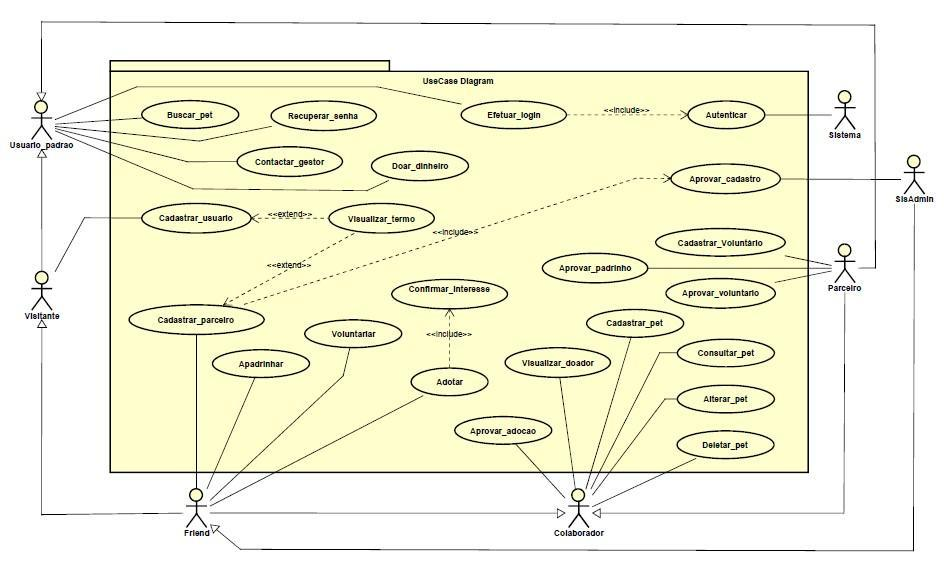 UseCase Diagram
Buscar_pet
Recuperar_senha
Efetuar_login
<<include>>
Autenticar
Sistema
Usuario_padrao
Contactar_gestor
Doar_dinheiro
Aprovar_cadastro
SisAdmin
Cadastrar_usuario
<<extend>>
Visualizar_termo
<<include>>
Cadastrar_Voluntário
<<extend>>
Aprovar_padrinho
Parceiro
Confirmar_interesse
Aprovar_voluntario
Visitante
Cadastrar_parceiro
Voluntariar
<<include>>
Cadastrar_pet
Consultar_pet
Apadrinhar
Visualizar_doador
Adotar
Alterar_pet
Aprovar_adocao
Deletar_pet
Friend
Colaborador